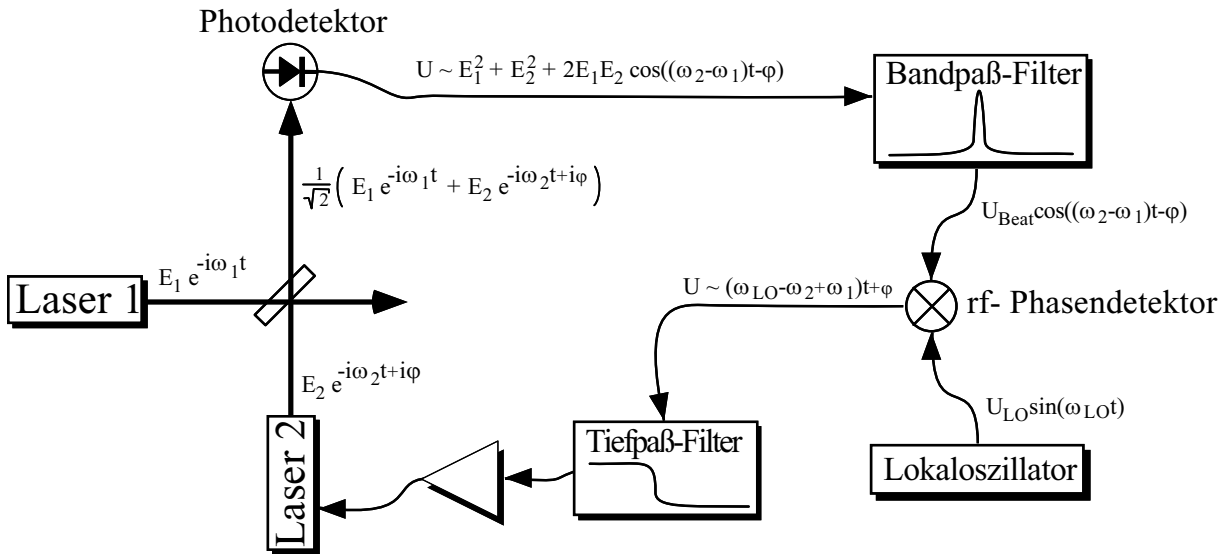 Photodetektor
U ~ E₁² + E₂² + 2E₁E₂ cos((ω₂-ω₁)t-φ)
Bandpaß-Filter
1/√2 ( E₁ e^-iω₁t + E₂ e^-iω₂t+iφ )
U_Beat cos((ω₂-ω₁)t-φ)
E₁ e^-iω₁t
Laser 1
U ~ (ω_LO-ω₂+ω₁)t+φ
rf- Phasendetektor
E₂ e^-iω₂t+iφ
U_LO sin(ω_LO t)
Laser 2
Tiefpaß-Filter
Lokaloszillator